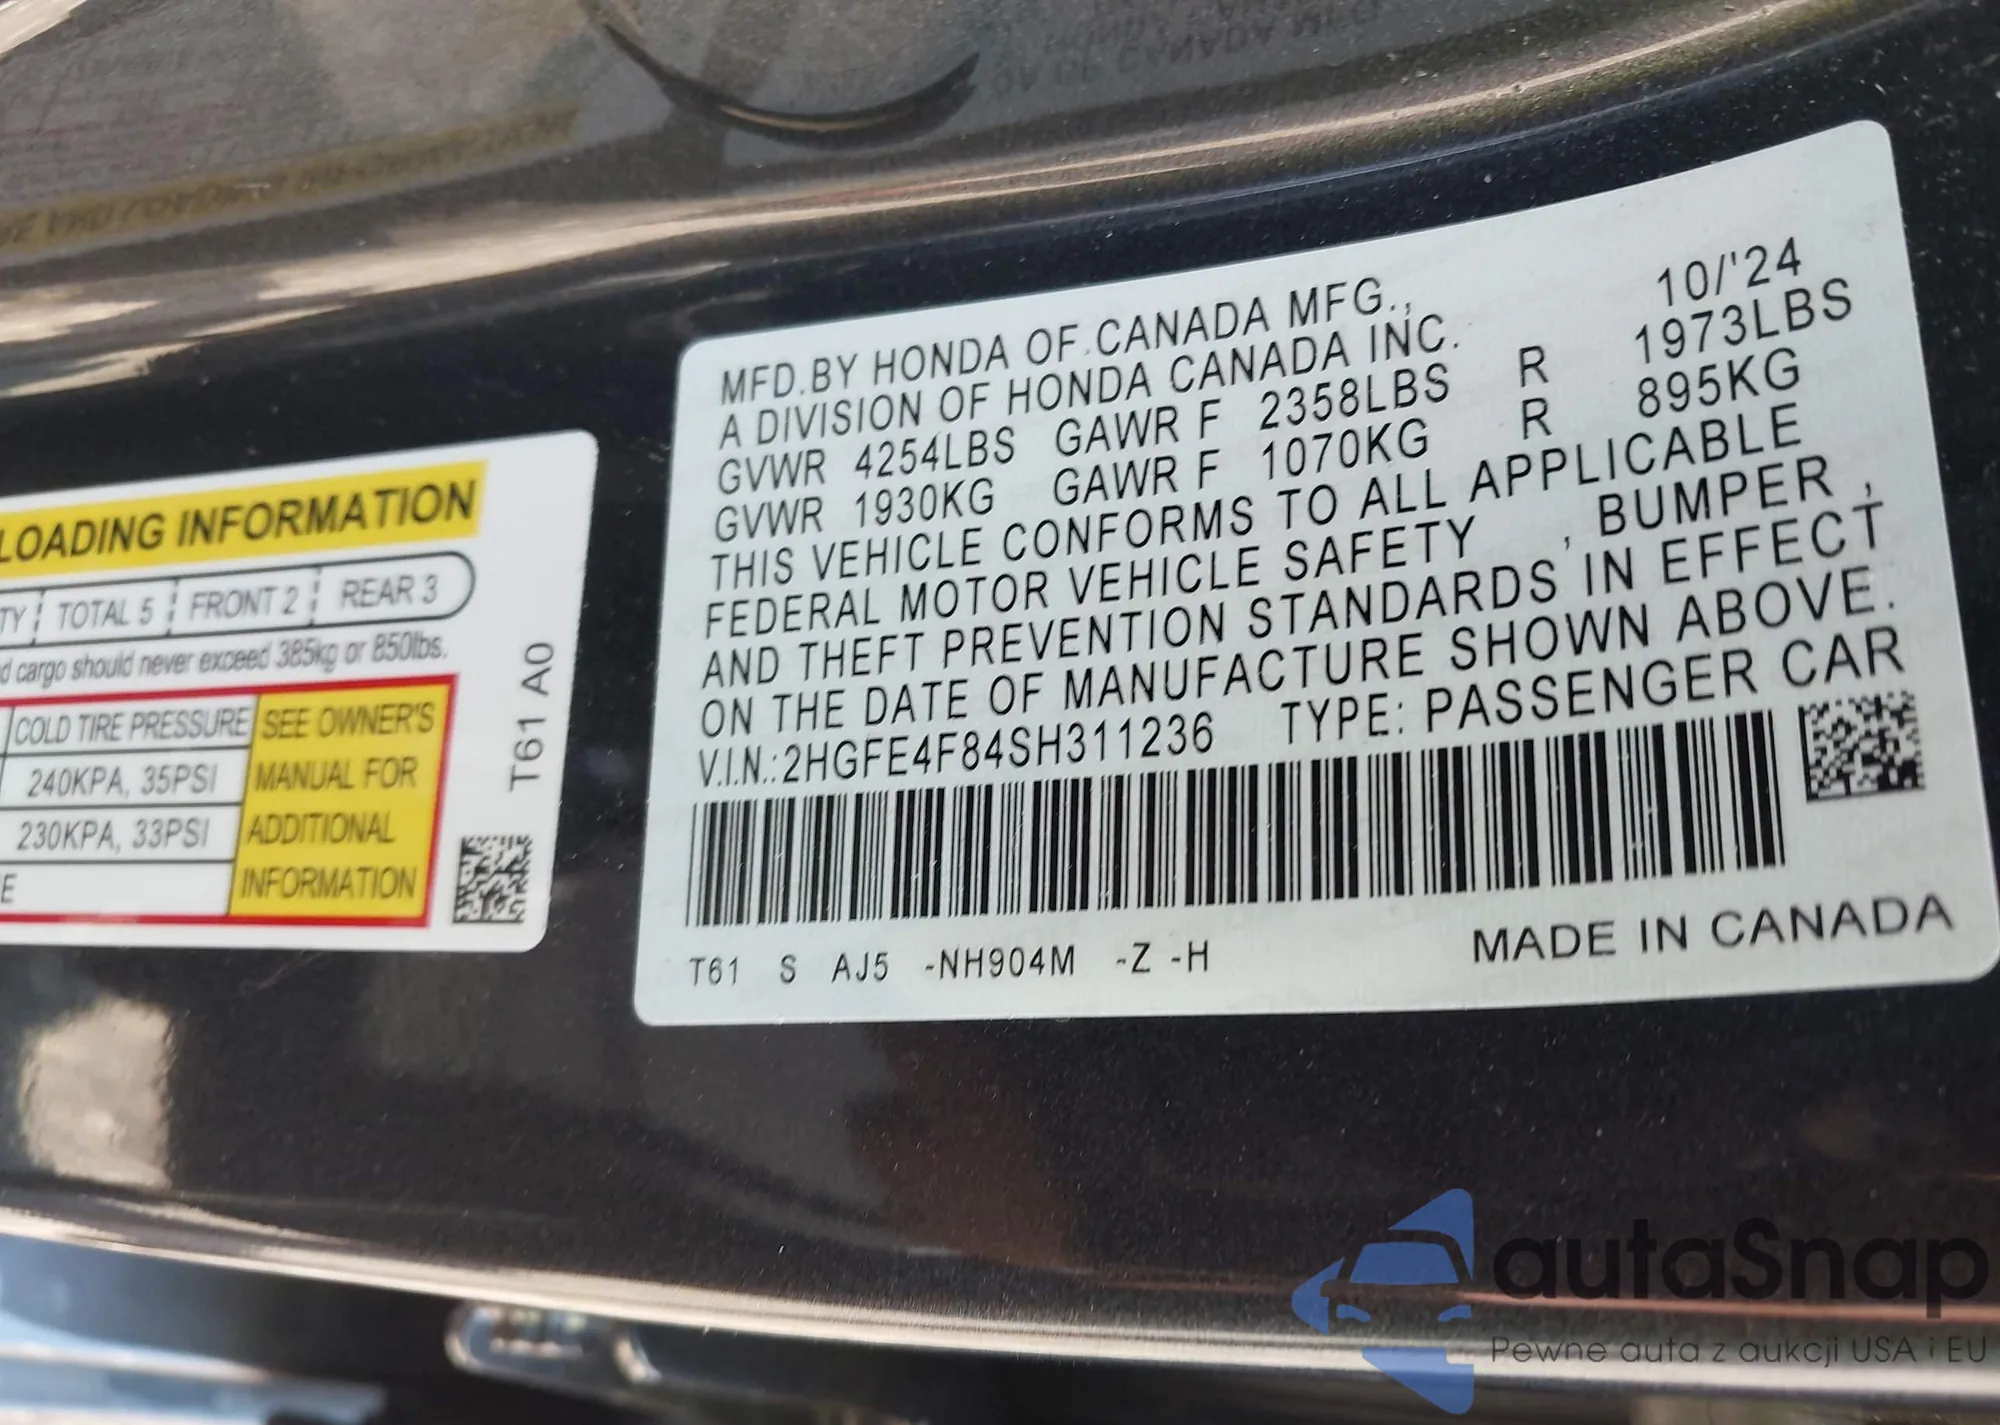 LOADING INFORMATION
TY TOTAL 5 FRONT 2 REAR 3
d cargo should never exceed 385kg or 850lbs.
COLD TIRE PRESSURE
240KPA, 35PSI
230KPA, 33PSI
E
SEE OWNER'S
MANUAL FOR
ADDITIONAL
INFORMATION
T61 A0
MFD.BY HONDA OF CANADA MFG., 10/'24
A DIVISION OF HONDA CANADA INC.
GVWR 4254LBS GAWR F 2358LBS R 1973LBS
GVWR 1930KG GAWR F 1070KG R 895KG
THIS VEHICLE CONFORMS TO ALL APPLICABLE
FEDERAL MOTOR VEHICLE SAFETY , BUMPER ,
AND THEFT PREVENTION STANDARDS IN EFFECT
ON THE DATE OF MANUFACTURE SHOWN ABOVE.
V.I.N.:2HGFE4F84SH311236 TYPE: PASSENGER CAR
T61 S AJ5 -NH904M -Z -H
MADE IN CANADA
autaSnap
Pewne auta z aukcji USA i EU